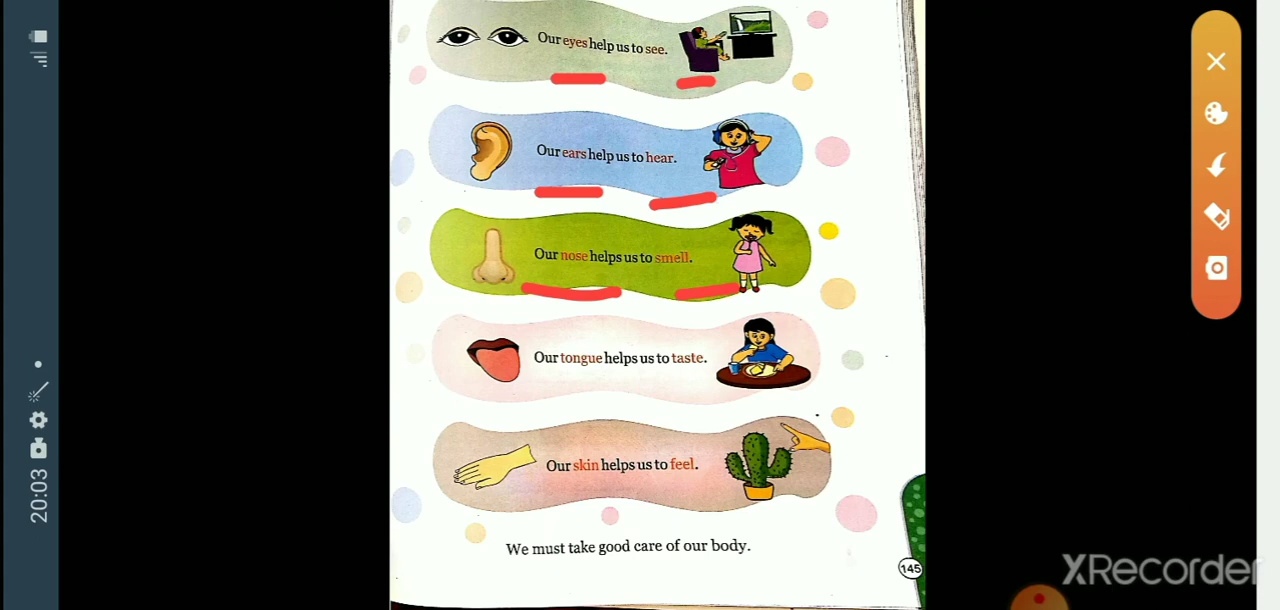 Our eyes help us to see.
Our ears help us to hear.
Our nose helps us to smell.
Our tongue helps us to taste.
Our skin helps us to feel.
We must take good care of our body.
145
20:03
XRecorder